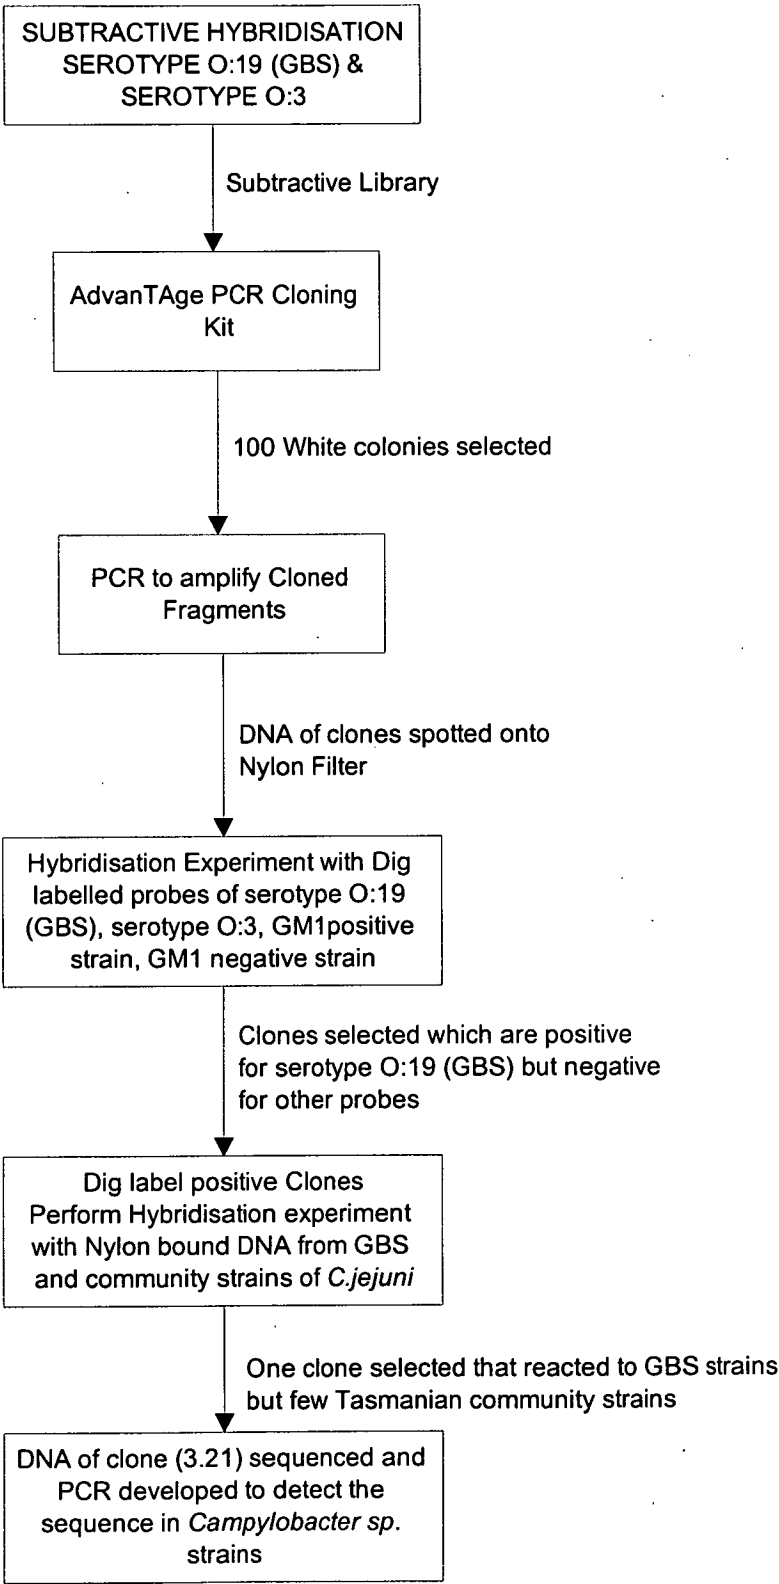 SUBTRACTIVE HYBRIDISATION
SEROTYPE O:19 (GBS) &
SEROTYPE O:3
Subtractive Library
AdvanTAge PCR Cloning
Kit
100 White colonies selected
PCR to amplify Cloned
Fragments
DNA of clones spotted onto
Nylon Filter
Hybridisation Experiment with Dig
labelled probes of serotype O:19
(GBS), serotype O:3, GM1positive
strain, GM1 negative strain
Clones selected which are positive
for serotype O:19 (GBS) but negative
for other probes
Dig label positive Clones
Perform Hybridisation experiment
with Nylon bound DNA from GBS
and community strains of C.jejuni
One clone selected that reacted to GBS strains
but few Tasmanian community strains
DNA of clone (3.21) sequenced and
PCR developed to detect the
sequence in Campylobacter sp.
strains